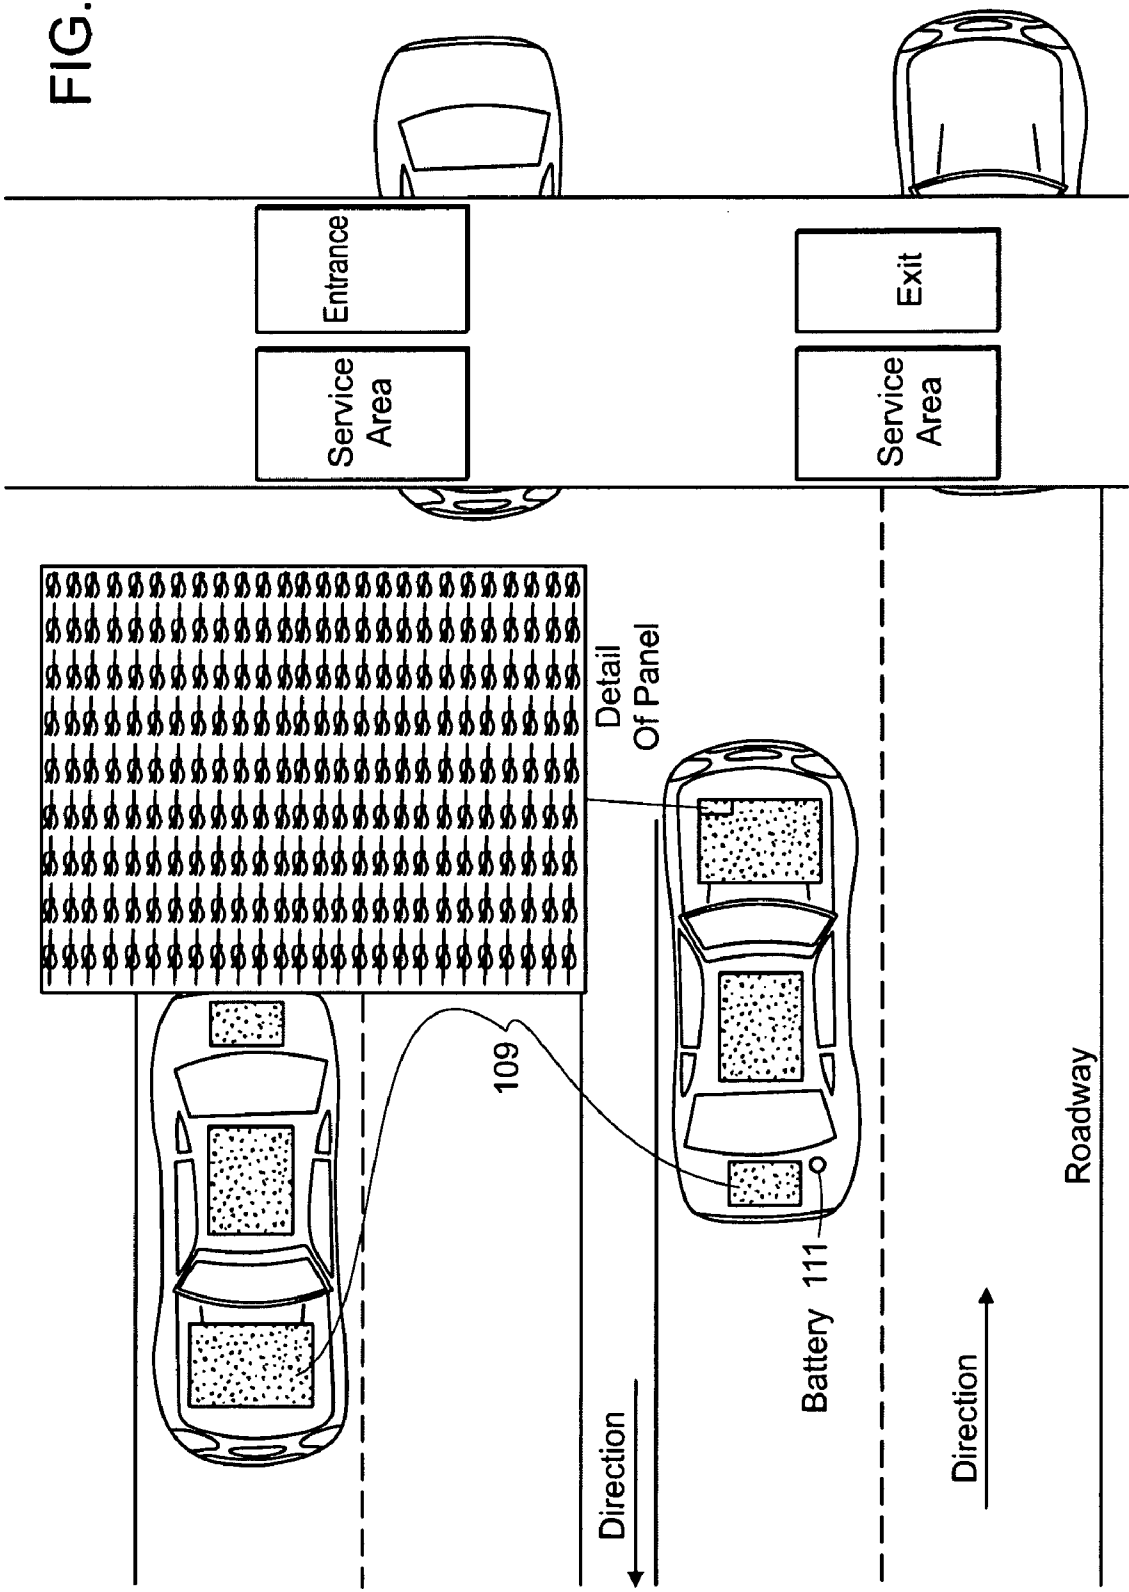 FIG.
Entrance
Service
Area
Exit
Service
Area
Detail
Of Panel
109
Battery 111
Roadway
Direction
Direction